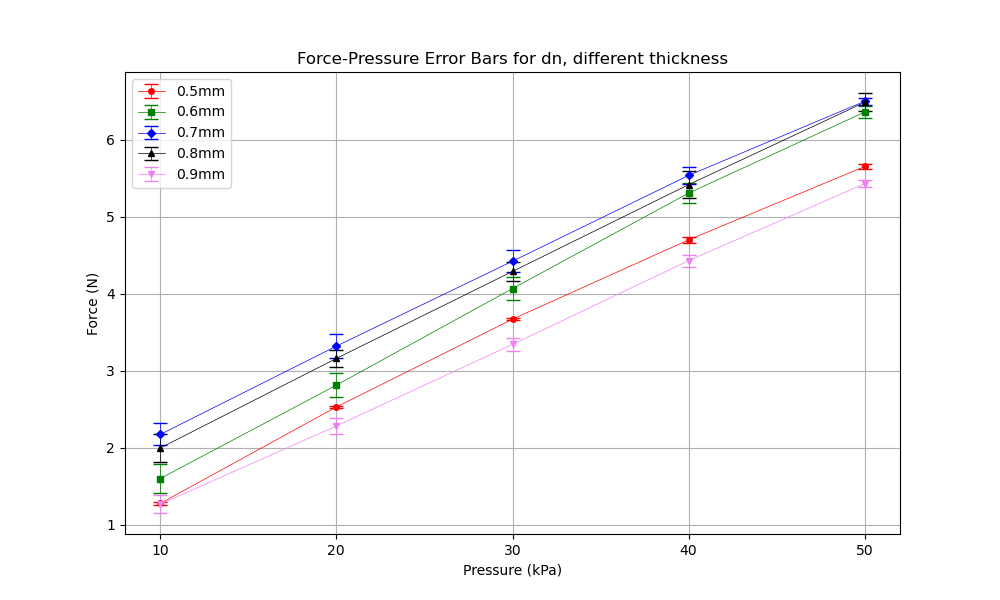 Force-Pressure Error Bars for dn, different thickness
0.5mm
0.6mm
0.7mm
0.8mm
0.9mm
6
5
4
3
2
1
Force (N)
10 20 30 40 50
Pressure (kPa)